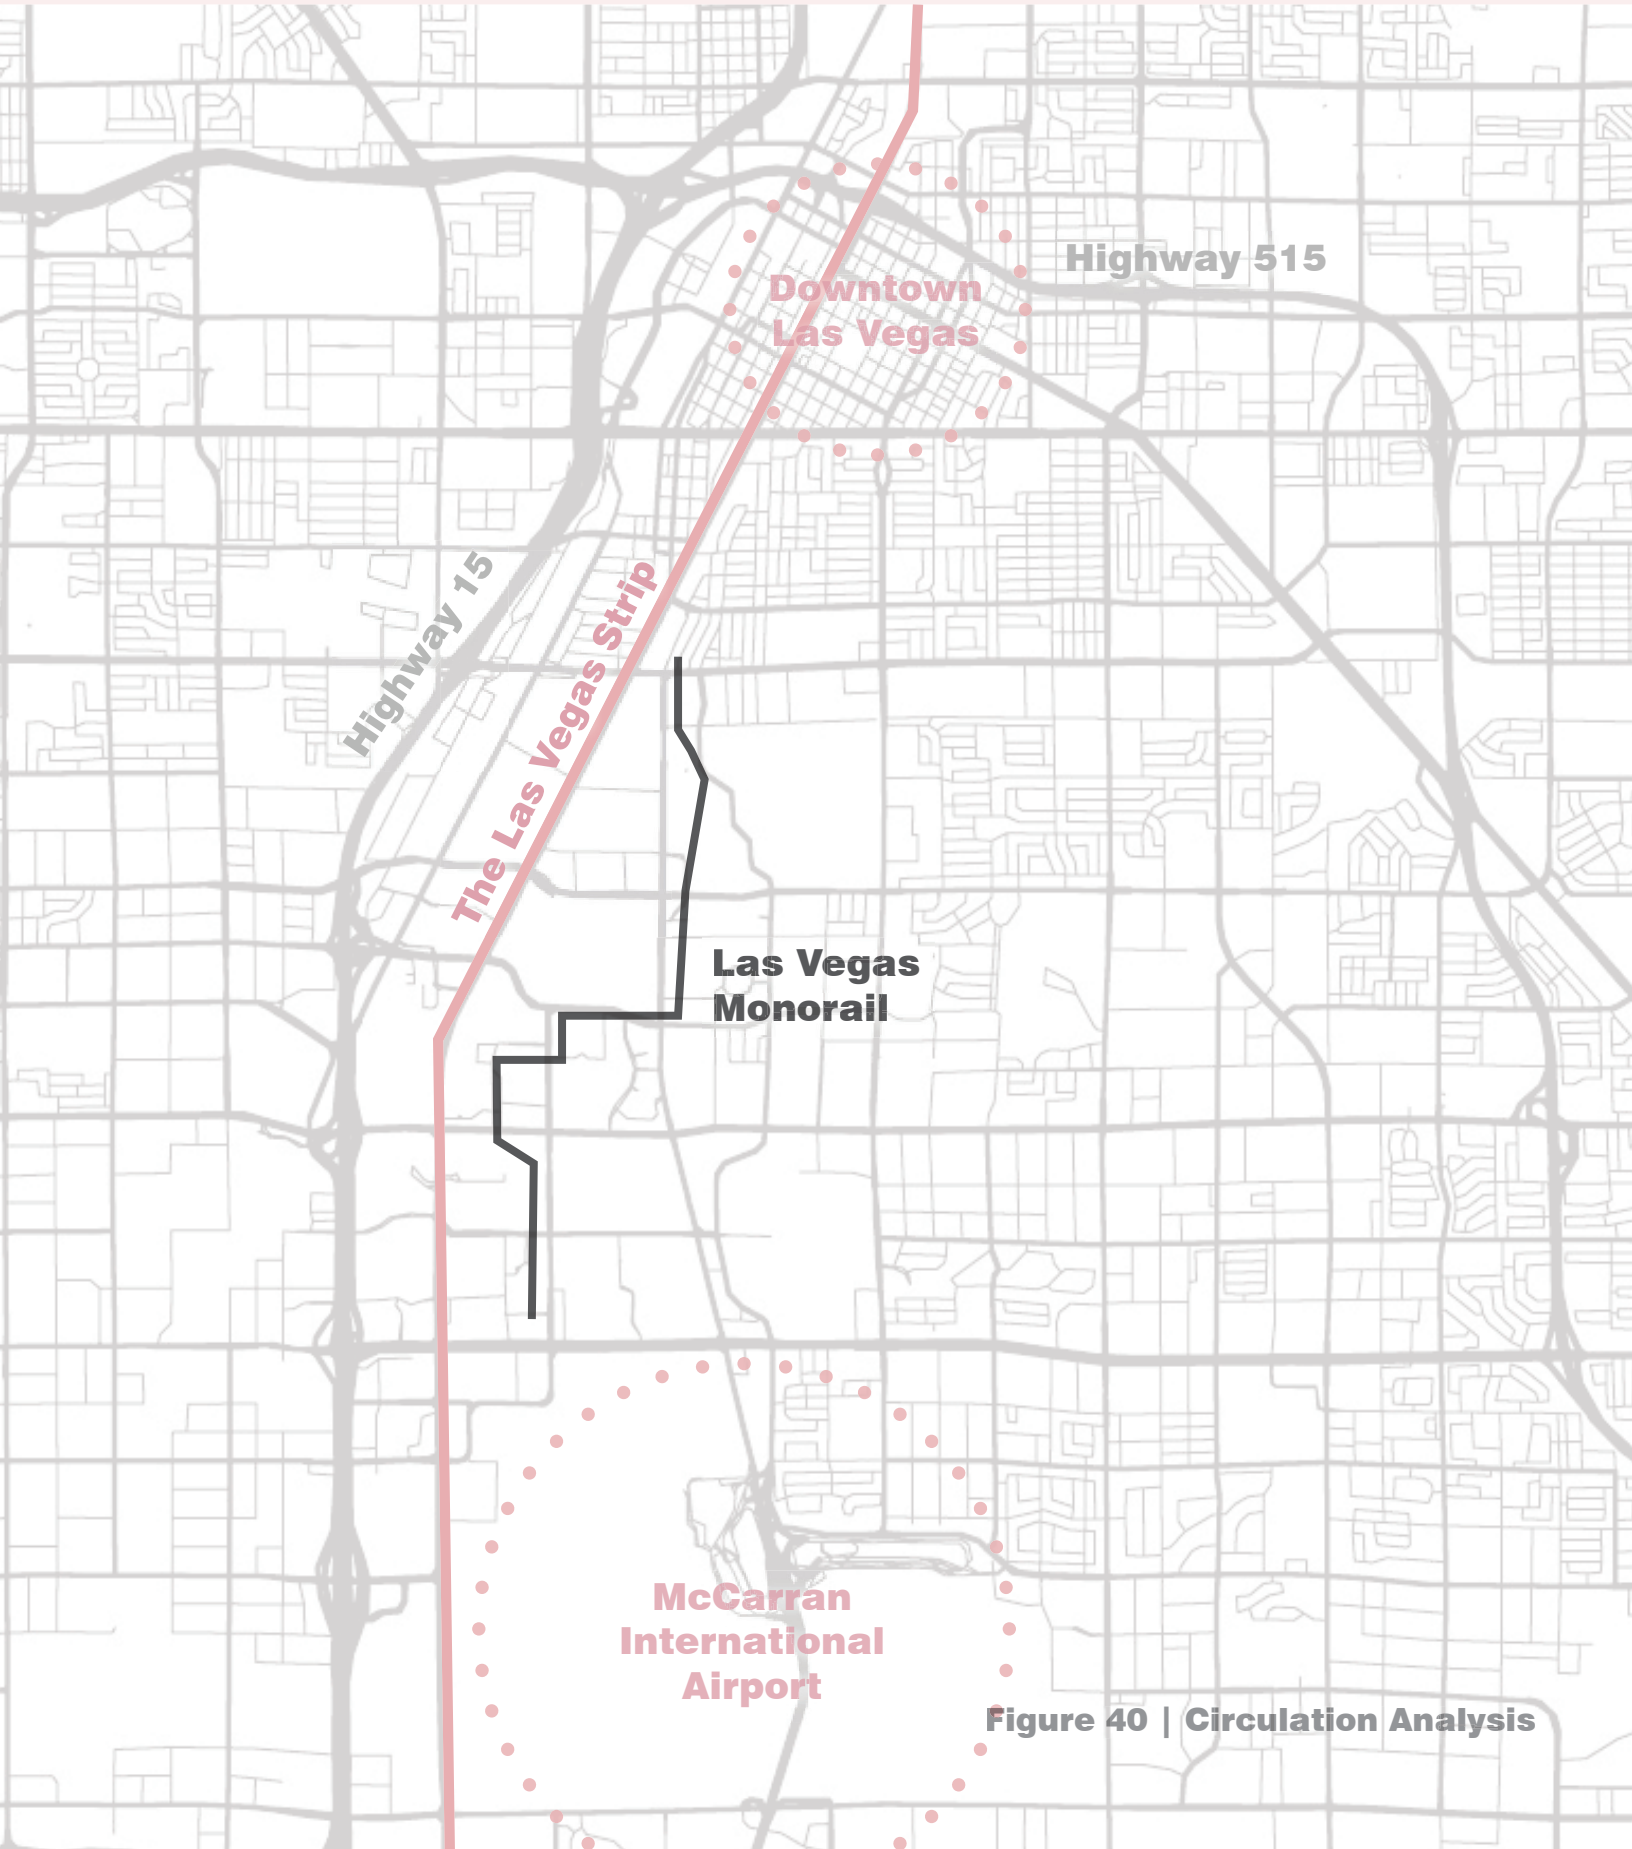 Highway 515
Downtown
Las Vegas
Highway 15
The Las Vegas Strip
Las Vegas
Monorail
McCarran
International
Airport
Figure 40 | Circulation Analysis